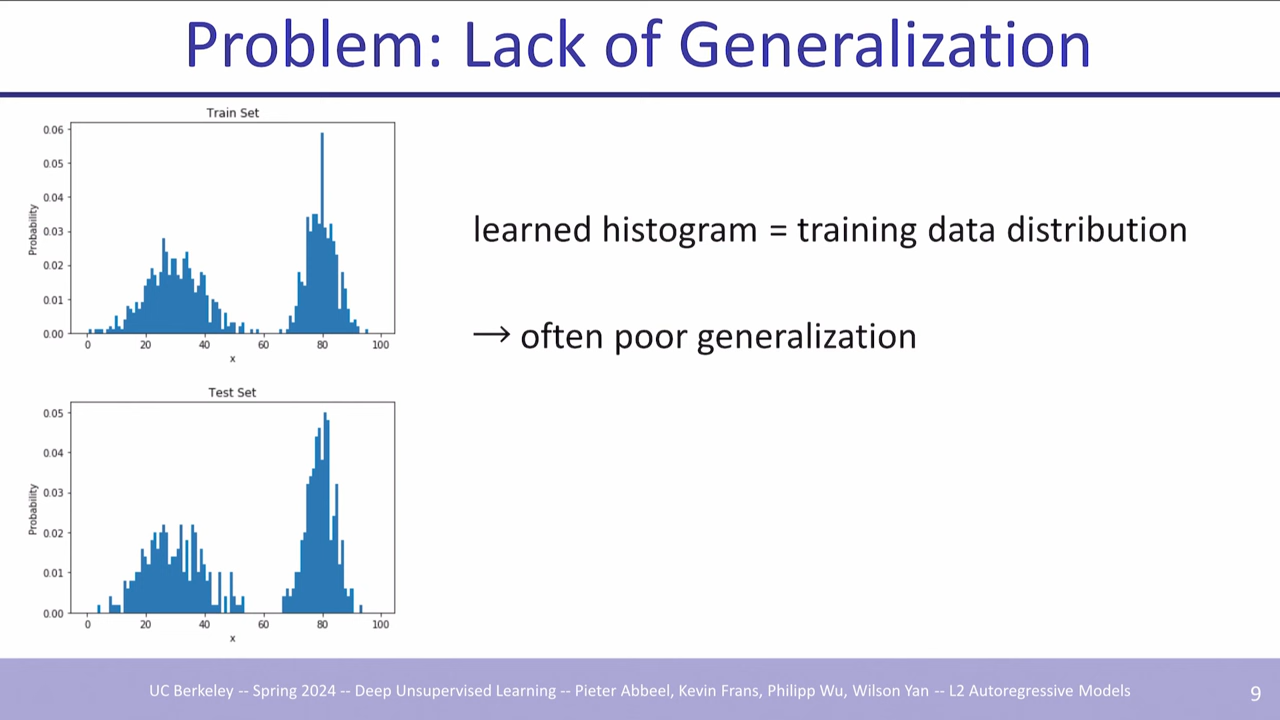 Problem: Lack of Generalization
Train Set
0.06
0.05
0.04
0.03
0.02
0.01
0.00
Probability
0 20 40 60 80 100
x
learned histogram = training data distribution
→ often poor generalization
Test Set
0.05
0.04
0.03
0.02
0.01
0.00
Probability
0 20 40 60 80 100
x
UC Berkeley -- Spring 2024 -- Deep Unsupervised Learning -- Pieter Abbeel, Kevin Frans, Philipp Wu, Wilson Yan -- L2 Autoregressive Models
9